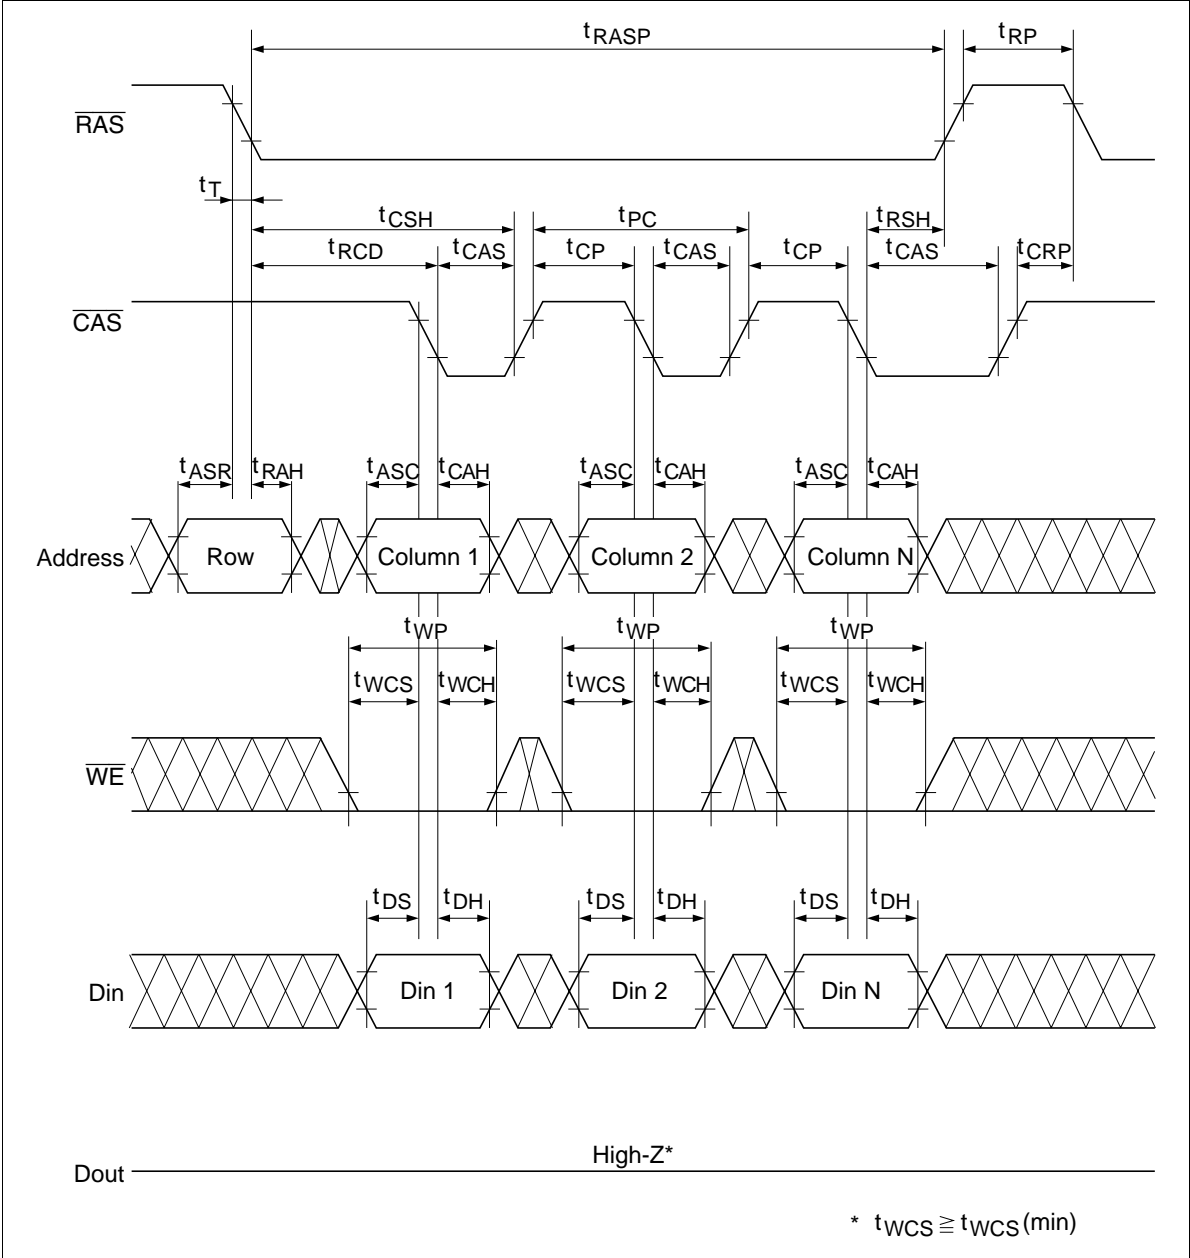 tRASP tRP
RAS
tT
tCSH tPC tRSH
tRCD tCAS tCP tCAS tCP tCAS tCRP
CAS
tASR tRAH tASC tCAH tASC tCAH tASC tCAH
Address Row Column 1 Column 2 Column N
tWP tWP tWP
tWCS tWCH tWCS tWCH tWCS tWCH
WE
tDS tDH tDS tDH tDS tDH
Din Din 1 Din 2 Din N
High-Z*
Dout
* tWCS ≧ tWCS(min)